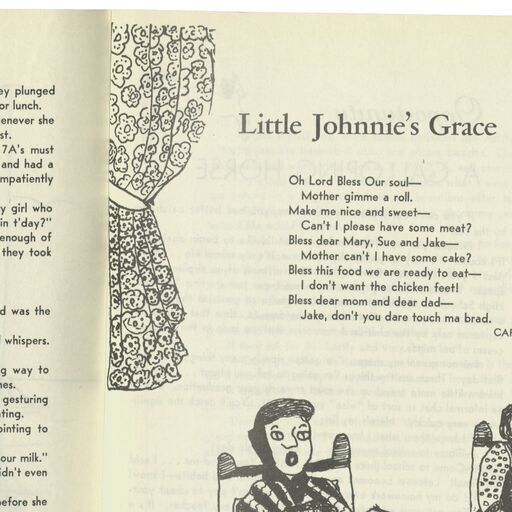 ey plunged
or lunch.
enever she
st.
7A's must
and had a
mpatiently
y girl who
in t'day?"
enough of
they took
d was the
whispers.
ng way to
nes.
gesturing
ting.
ointing to
our milk."
idn't even
before she
Little Johnnie's Grace
Oh Lord Bless Our soul—
Mother gimme a roll.
Make me nice and sweet—
Can't I please have some meat?
Bless dear Mary, Sue and Jake—
Mother can't I have some cake?
Bless this food we are ready to eat—
I don't want the chicken feet!
Bless dear mom and dear dad—
Jake, don't you dare touch ma brad.
CAR